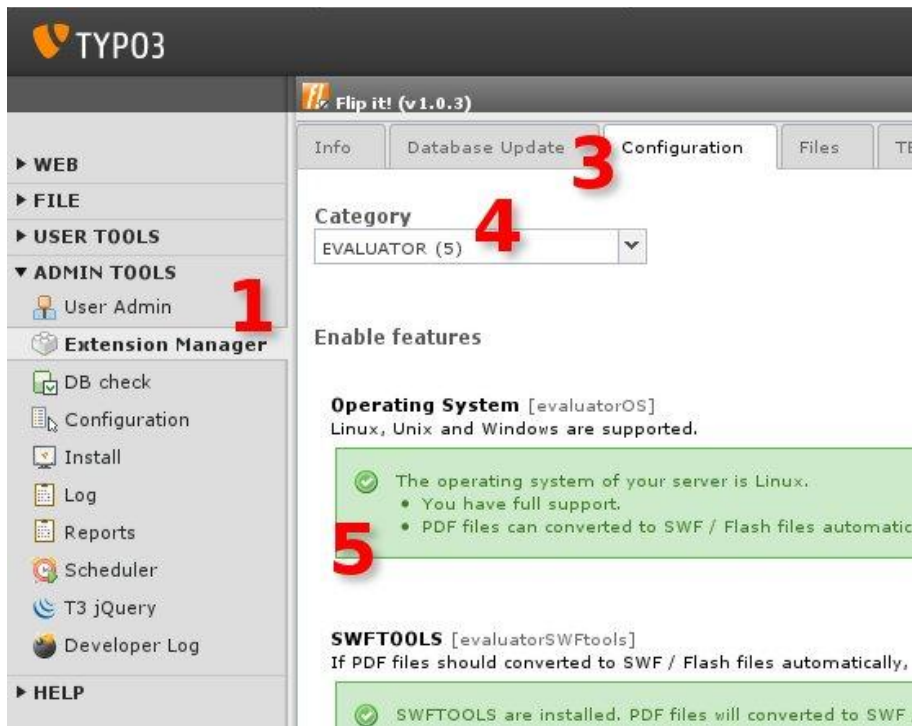 TYPO3
Flip it! (v1.0.3)
Info
Database Update
3
Configuration
Files
WEB
FILE
USER TOOLS
ADMIN TOOLS
1
User Admin
Extension Manager
DB check
Configuration
Install
Log
Reports
Scheduler
T3 jQuery
Developer Log
HELP
Category
4
EVALUATOR (5)
Enable features
Operating System [evaluatorOS]
Linux, Unix and Windows are supported.
The operating system of your server is Linux.
• You have full support.
• PDF files can converted to SWF / Flash files
5
SWFTOOLS [evaluatorSWFtools]
If PDF files should converted to SWF / Flash files automatically,
SWFTOOLS are installed. PDF files will converted to SWF